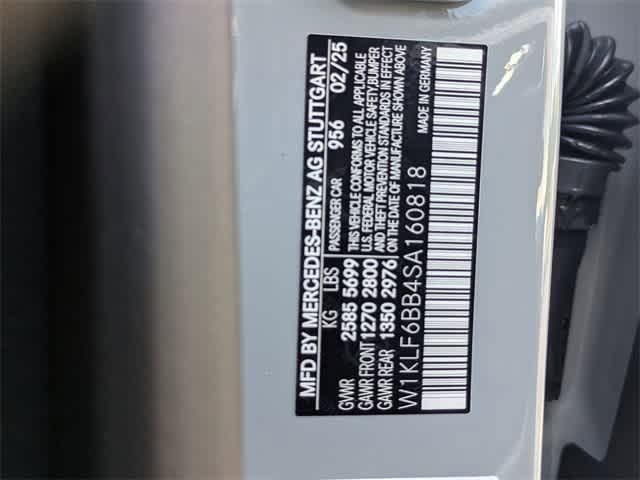 MFD BY MERCEDES-BENZ AG STUTTGART
PASSENGER CAR 956 02/25
KG LBS
GVWR 2585 5699
GAWR FRONT 1270 2800
GAWR REAR 1350 2976
THIS VEHICLE CONFORMS TO ALL APPLICABLE
U.S. FEDERAL MOTOR VEHICLE SAFETY, BUMPER
AND THEFT PREVENTION STANDARDS IN EFFECT
ON THE DATE OF MANUFACTURE SHOWN ABOVE
W1KLF6BB4SA160818 MADE IN GERMANY